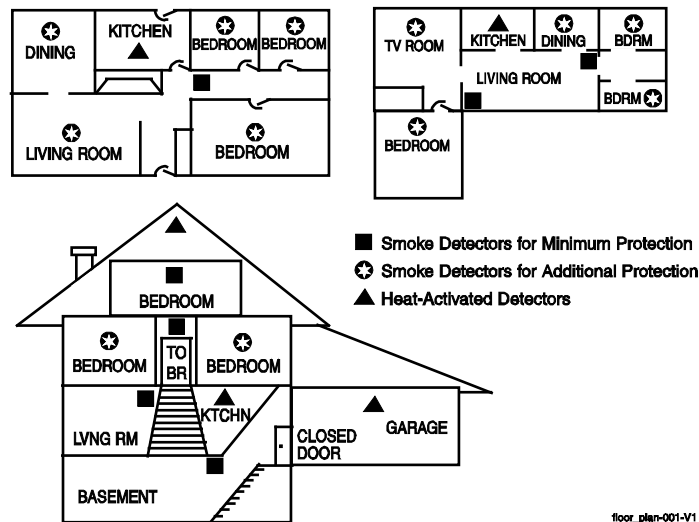 DINING
KITCHEN
BEDROOM
BEDROOM
LIVING ROOM
BEDROOM
TV ROOM
KITCHEN
DINING
BDRM
LIVING ROOM
BDRM
BEDROOM
Smoke Detectors for Minimum Protection
Smoke Detectors for Additional Protection
Heat-Activated Detectors
BEDROOM
BEDROOM
TO
BR
BEDROOM
LVNG RM
KTCHN
CLOSED
DOOR
GARAGE
BASEMENT
floor_plan-001-V1